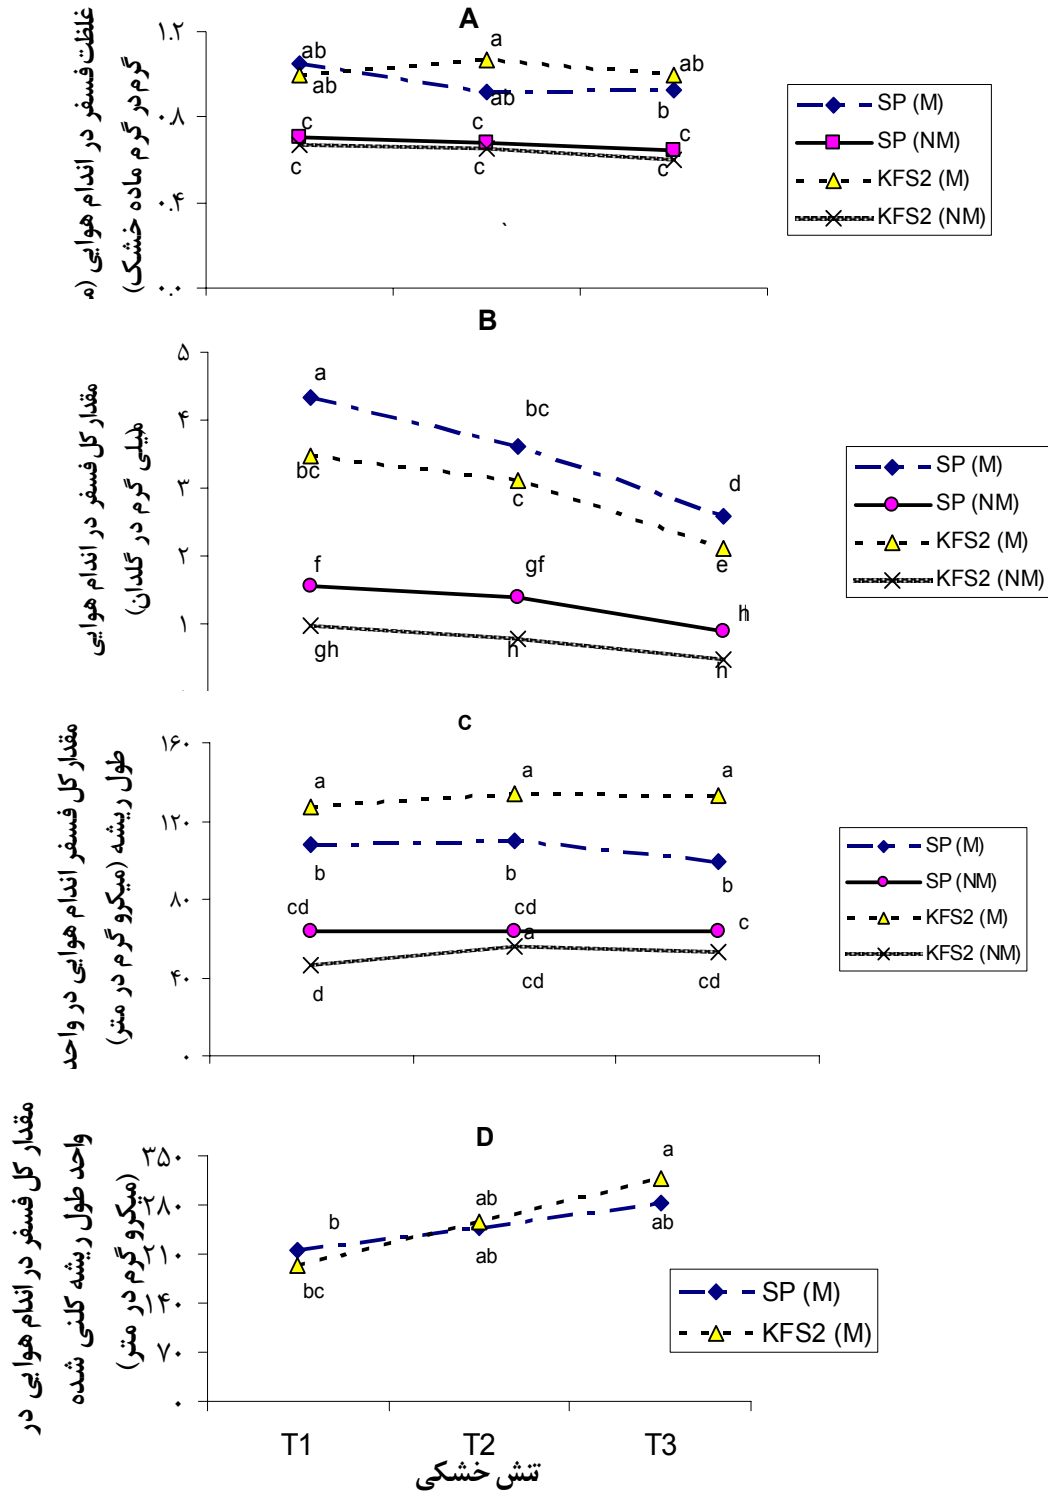 A
غلظت فسفر در اندام هوایی (م
گرم در گرم ماده خشک)
۱.۲
۰.۸
۰.۴
۰.۰
ab
a
ab
ab
ab
b
c
c
c
c
c
c
SP (M)
SP (NM)
KFS2 (M)
KFS2 (NM)
B
مقدار کل فسفر در اندام هوایی
(میلی گرم در گلدان)
۵
۴
۳
۲
۱
a
bc
d
bc
c
e
f
gf
h
gh
h
h
SP (M)
SP (NM)
KFS2 (M)
KFS2 (NM)
C
مقدار کل فسفر اندام هوایی در واحد
طول ریشه (میکرو گرم در متر)
۱۶۰
۱۲۰
۸۰
۴۰
۰
a
a
a
b
b
b
cd
cd
c
a
d
cd
cd
SP (M)
SP (NM)
KFS2 (M)
KFS2 (NM)
D
مقدار کل فسفر در اندام هوایی در
واحد طول ریشه کلنی شده
(میکرو گرم در متر)
۳۵۰
۲۸۰
۲۱۰
۱۴۰
۷۰
۰
a
ab
b
ab
ab
bc
SP (M)
KFS2 (M)
T1 T2 T3
تنش خشکی